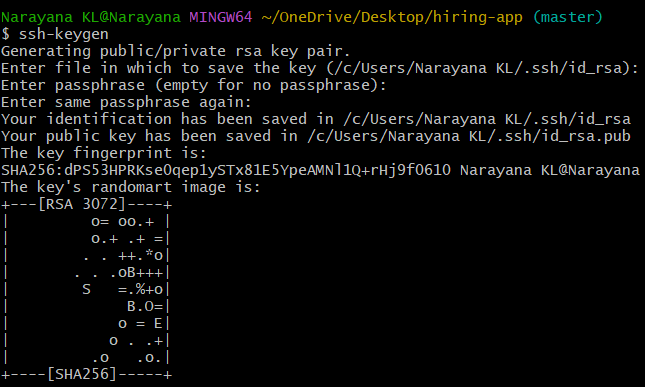 Narayana KL@Narayana MINGW64 ~/OneDrive/Desktop/hiring-app (master)
$ ssh-keygen
Generating public/private rsa key pair.
Enter file in which to save the key (/c/Users/Narayana KL/.ssh/id_rsa):
Enter passphrase (empty for no passphrase):
Enter same passphrase again:
Your identification has been saved in /c/Users/Narayana KL/.ssh/id_rsa
Your public key has been saved in /c/Users/Narayana KL/.ssh/id_rsa.pub
The key fingerprint is:
SHA256:dPS53HPRKseOqep1ySTx81E5YpeAMNl1Q+rHj9f061O Narayana KL@Narayana
The key's randomart image is:
+---[RSA 3072]----+
|          o= oo.+ |
|          o.+ .+ =|
|         . . ++.*o|
|        . . .oB+++|
|         S   =.%+o|
|              B.O=|
|             o = E|
|            o . .+|
|          .o   .o.|
+----[SHA256]-----+